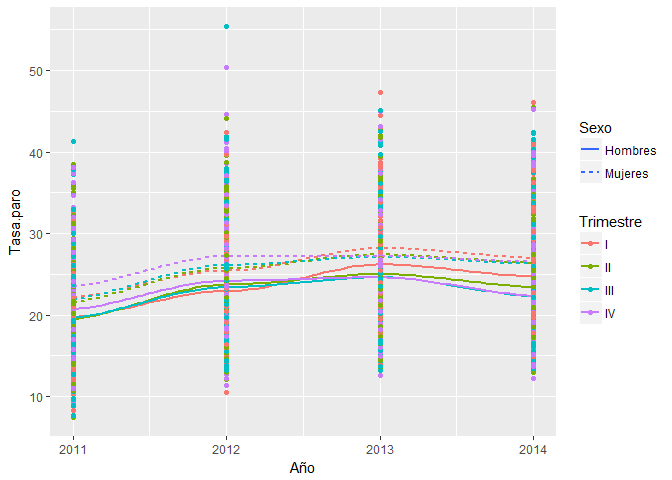 Tasa.paro
50
40
30
20
10
2011
2012
2013
2014
Año
Sexo
Hombres
Mujeres
Trimestre
I
II
III
IV